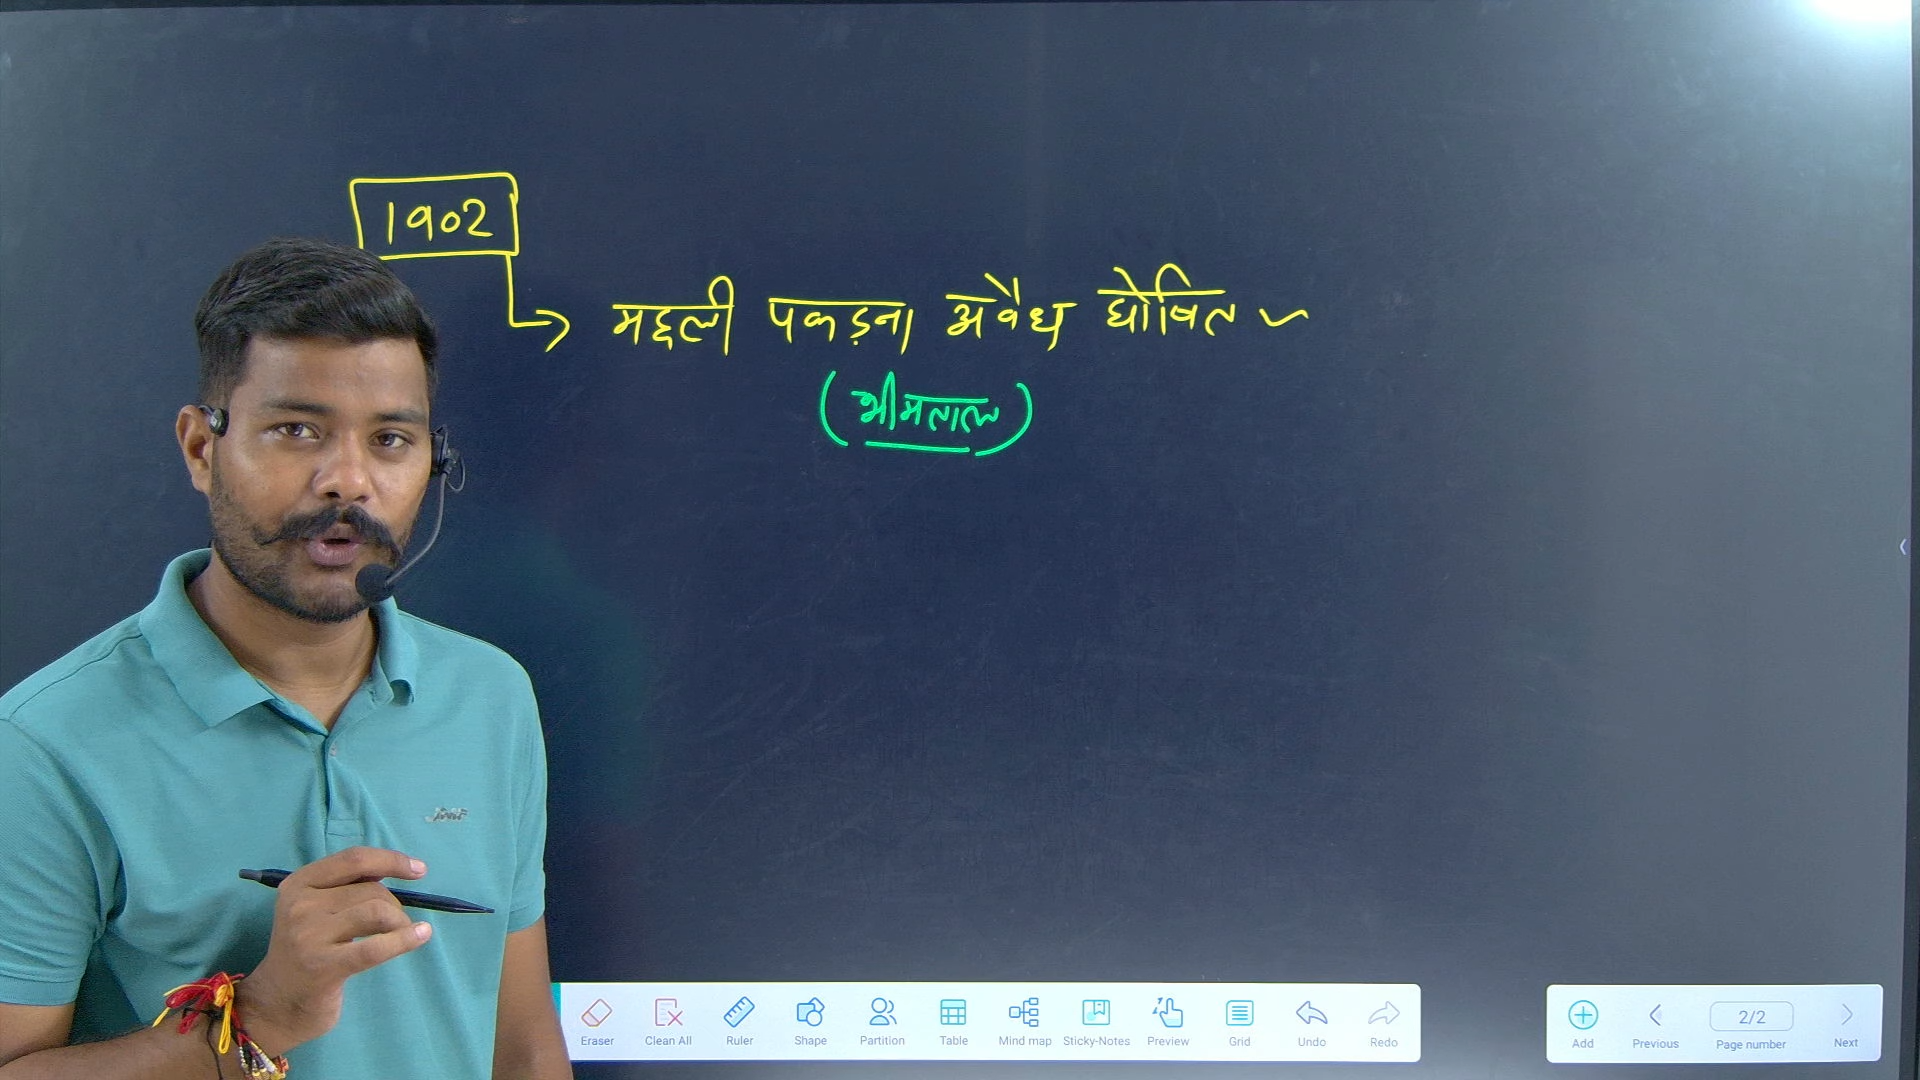 1902
मछली पकड़ना अवैध घोषित
(भीमताल)
Eraser Clean All Ruler Shape Partition Table Mind map Sticky-Notes Preview Grid Undo Redo
Add Previous 2/2 Page number Next